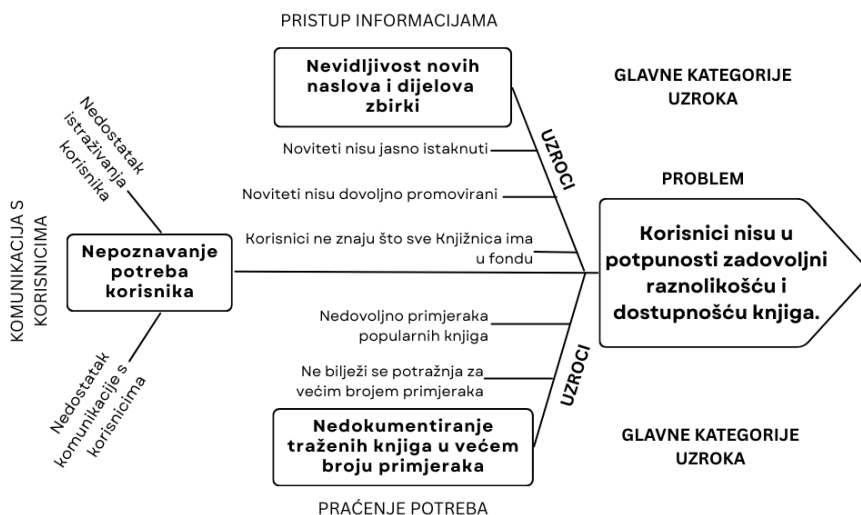 PRISTUP INFORMACIJAMA
Nevidljivost novih
naslova i dijelova
zbirki
GLAVNE KATEGORIJE
UZROKA
UZROCI
Noviteti nisu jasno istaknuti
Noviteti nisu dovoljno promovirani
Korisnici ne znaju što sve Knjižnica ima
u fondu
Nedostatak
istraživanja
korisnika
KOMUNIKACIJA S
KORISNICIMA
Nepoznavanje
potreba
korisnika
Nedostatak
komunikacije s
korisnicima
PROBLEM
Korisnici nisu u
potpunosti zadovoljni
raznolikošću i
dostupnošću knjiga.
Nedovoljno primjeraka
popularnih knjiga
Ne bilježi se potražnja za
većim brojem primjeraka
UZROCI
Nedokumentiranje
traženih knjiga u većem
broju primjeraka
GLAVNE KATEGORIJE
UZROKA
PRAĆENJE POTREBA